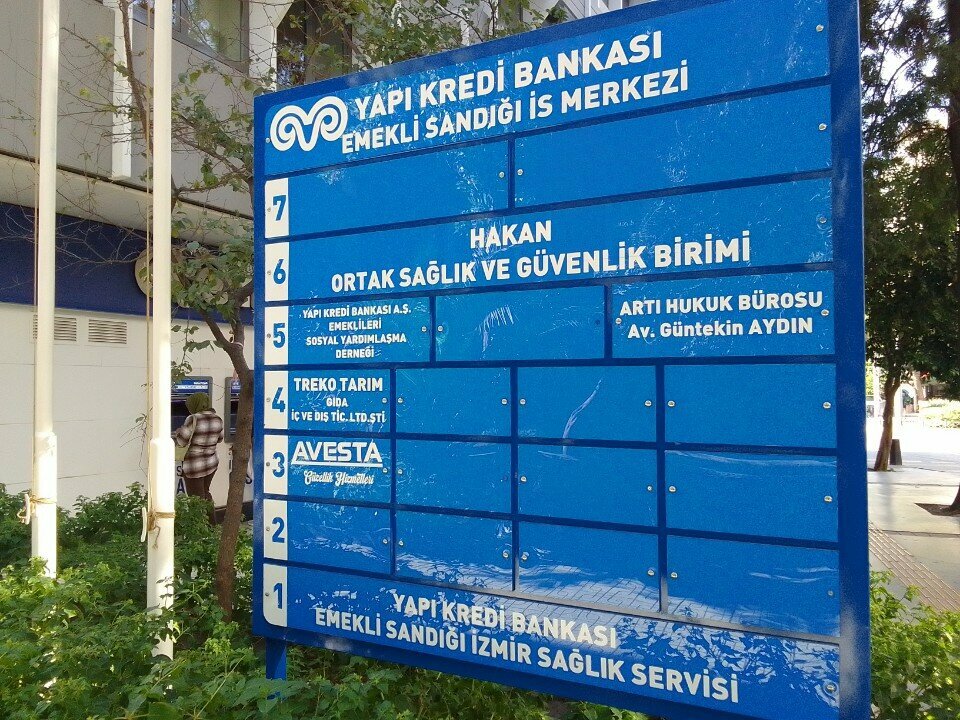 YAPI KREDİ BANKASI
EMEKLİ SANDIĞI İS MERKEZİ
7
6
HAKAN
ORTAK SAĞLIK VE GÜVENLİK BİRİMİ
5
YAPI KREDİ BANKASI A.Ş.
EMEKLİLERİ
SOSYAL YARDIMLAŞMA
DERNEĞİ
ARTI HUKUK BÜROSU
Av. Güntekin AYDIN
4
TREKO TARIM
GIDA
İÇ VE DIŞ TİC. LTD.ŞTİ
3
AVESTA
Güzellik Hizmetleri
2
1
YAPI KREDİ BANKASI
EMEKLİ SANDIĞI İZMİR SAĞLIK SERVİSİ